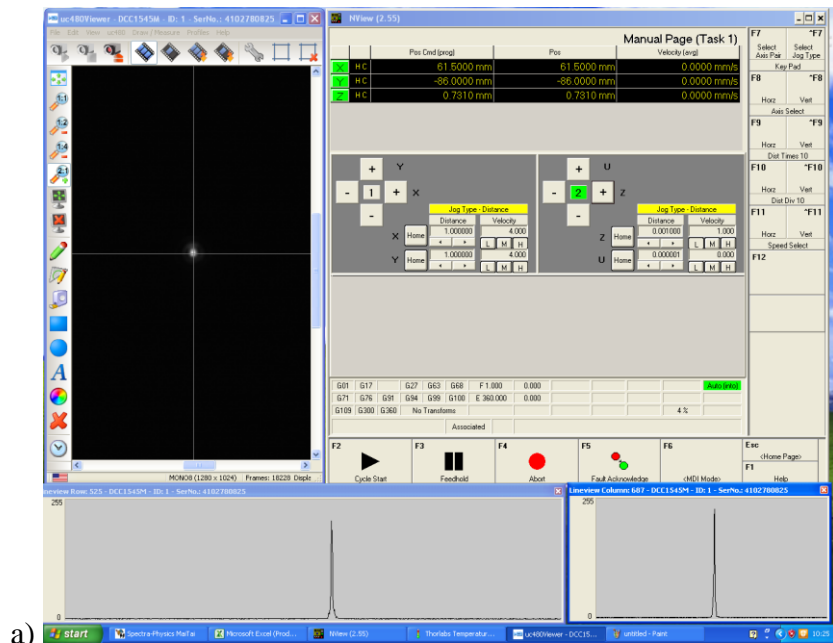 uc480Viewer - DCC1545M - ID: 1 - SerNo.: 4102780825
File Edit View uc480 Draw / Measure Profiles Help
1:1
1:2
1:4
2:1
A
MONO8 (1280 x 1024) Frames: 18228 Displ
NView (2.55)
Manual Page (Task 1)
Pos Cmd (prog) Pos Velocity (avg)
X H C 61.5000 mm 61.5000 mm 0.0000 mm/s
Y H C -86.0000 mm -86.0000 mm 0.0000 mm/s
Z H C 0.7310 mm 0.7310 mm 0.0000 mm/s
+ Y
- 1 + X
-
Jog Type - Distance
Distance Velocity
X Home 1.000000 4.000
L M H
Y Home 1.000000 4.000
L M H
+ U
- 2 + Z
-
Jog Type - Distance
Distance Velocity
Z Home 0.001000 1.000
L M H
U Home 0.000001 0.000
L M H
G01 G17 G27 G63 G68 F 1.000 0.000 Auto (into)
G71 G76 G91 G94 G99 G100 E 360.000 0.000
G109 G300 G360 No Transforms 4 %
Associated
F2 Cycle Start
F3 Feedhold
F4 Abort
F5 Fault Acknowledge
F6 <MDI Mode>
Esc <Home Page>
F1 Help
F7 ^F7
Select Axis Pair Select Jog Type
Key Pad
F8 ^F8
Horz Vert
Axis Select
F9 ^F9
Horz Vert
Dist Times 10
F10 ^F10
Horz Vert
Dist Div 10
F11 ^F11
Horz Vert
Speed Select
F12
Lineview Row: 525 - DCC1545M - ID: 1 - SerNo.: 4102780825
255
0
Lineview Column: 687 - DCC1545M - ID: 1 - SerNo.: 4102780825
255
0
a)
start Spectra-Physics MaiTai Microsoft Excel (Prod... NView (2.55) Thorlabs Temperatur... uc480Viewer - DCC15... untitled - Paint 10:25